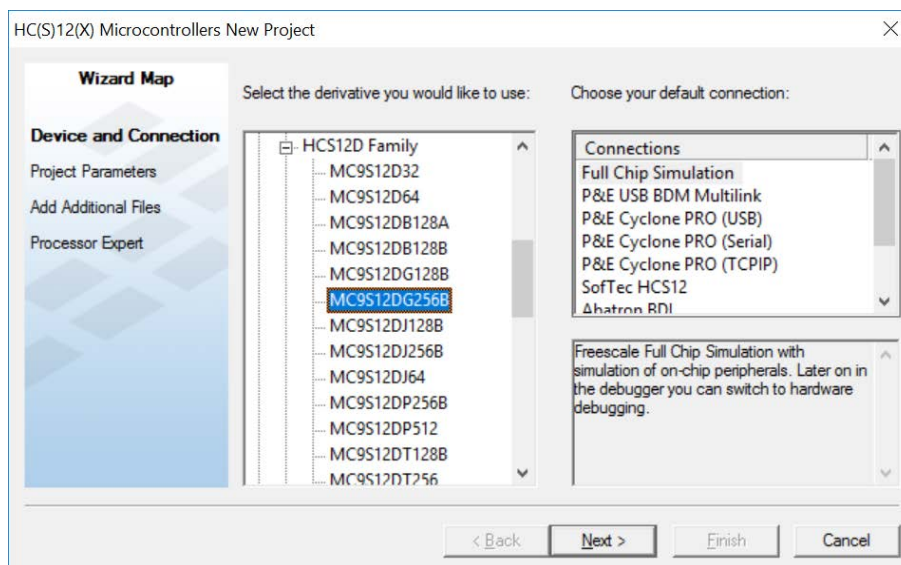 HC(S)12(X) Microcontrollers New Project
Wizard Map
Device and Connection
Project Parameters
Add Additional Files
Processor Expert
Select the derivative you would like to use:
HCS12D Family
MC9S12D32
MC9S12D64
MC9S12DB128A
MC9S12DB128B
MC9S12DG128B
MC9S12DG256B
MC9S12DJ128B
MC9S12DJ256B
MC9S12DJ64
MC9S12DP256B
MC9S12DP512
MC9S12DT128B
MC9S12DT256
Choose your default connection:
Connections
Full Chip Simulation
P&E USB BDM Multilink
P&E Cyclone PRO (USB)
P&E Cyclone PRO (Serial)
P&E Cyclone PRO (TCPIP)
SofTec HCS12
Abatron BDI
Freescale Full Chip Simulation with
simulation of on-chip peripherals. Later on in
the debugger you can switch to hardware
debugging.
< Back
Next >
Finish
Cancel